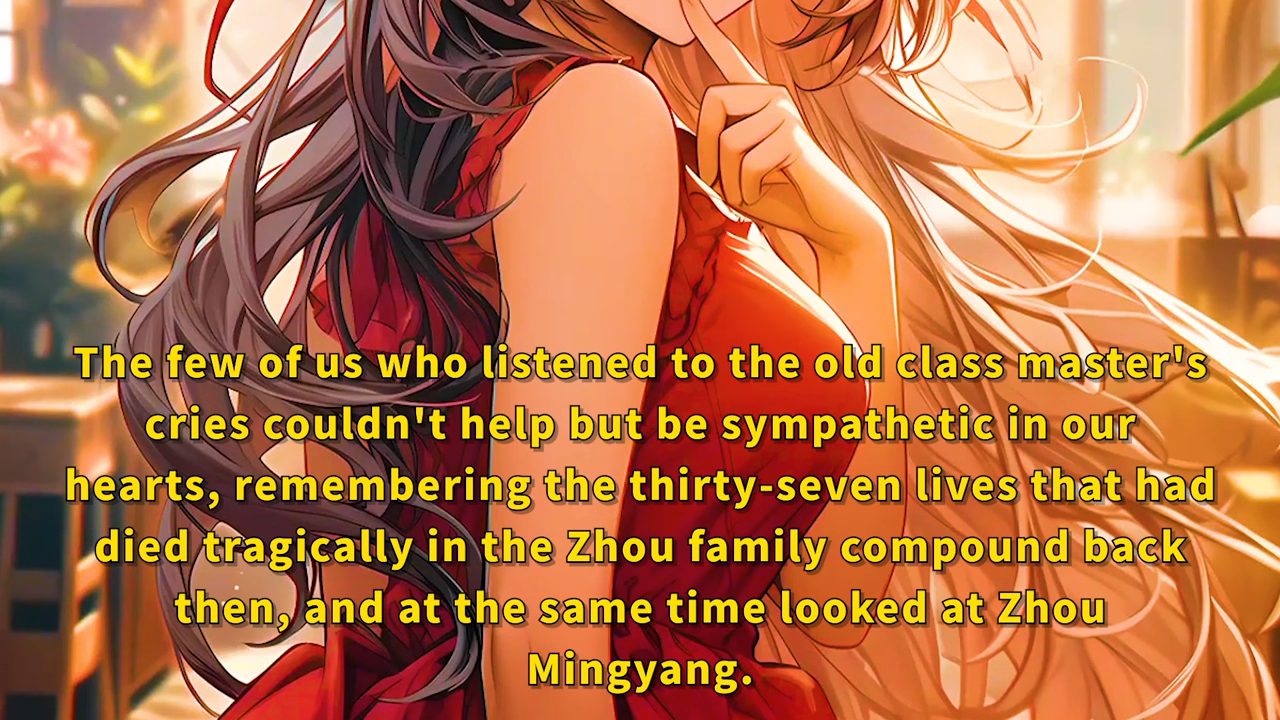 The few of us who listened to the old class master's
cries couldn't help but be sympathetic in our
hearts, remembering the thirty-seven lives that had
died tragically in the Zhou family compound back
then, and at the same time looked at Zhou
Mingyang.